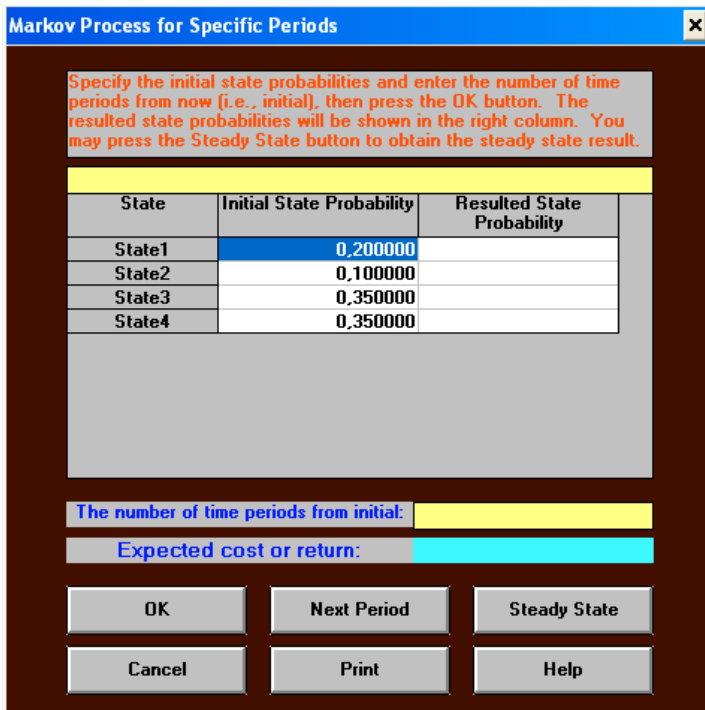 Markov Process for Specific Periods
Specify the initial state probabilities and enter the number of time
periods from now (i.e., initial), then press the OK button. The
resulted state probabilities will be shown in the right column. You
may press the Steady State button to obtain the steady state result.
State Initial State Probability Resulted State
Probability
State1 0,200000
State2 0,100000
State3 0,350000
State4 0,350000
The number of time periods from initial:
Expected cost or return:
OK Next Period Steady State
Cancel Print Help